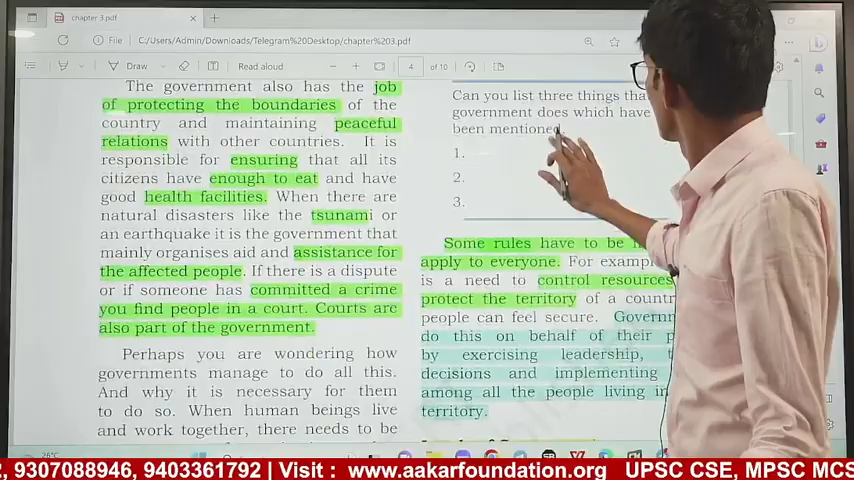 chapter 3.pdf
File
C:/Users/Admin/Downloads/Telegram%20Desktop/chapter%203.pdf
Draw
Read aloud
4
of 10
The government also has the job
of protecting the boundaries of the
country and maintaining peaceful
relations with other countries. It is
responsible for ensuring that all its
citizens have enough to eat and have
good health facilities. When there are
natural disasters like the tsunami or
an earthquake it is the government that
mainly organises aid and assistance for
the affected people. If there is a dispute
or if someone has committed a crime
you find people in a court. Courts are
also part of the government.
Perhaps you are wondering how
governments manage to do all this.
And why it is necessary for them
to do so. When human beings live
and work together, there needs to be
Can you list three things tha
government does which have
been mentioned.
1.
2.
3.
Some rules have to be
apply to everyone. For exampl
is a need to control resources
protect the territory of a countr
people can feel secure. Govern
do this on behalf of their p
by exercising leadership, t
decisions and implementing
among all the people living in
territory.
26°C
2, 9307088946, 9403361792 | Visit : www.aakarfoundation.org UPSC CSE, MPSC MCS